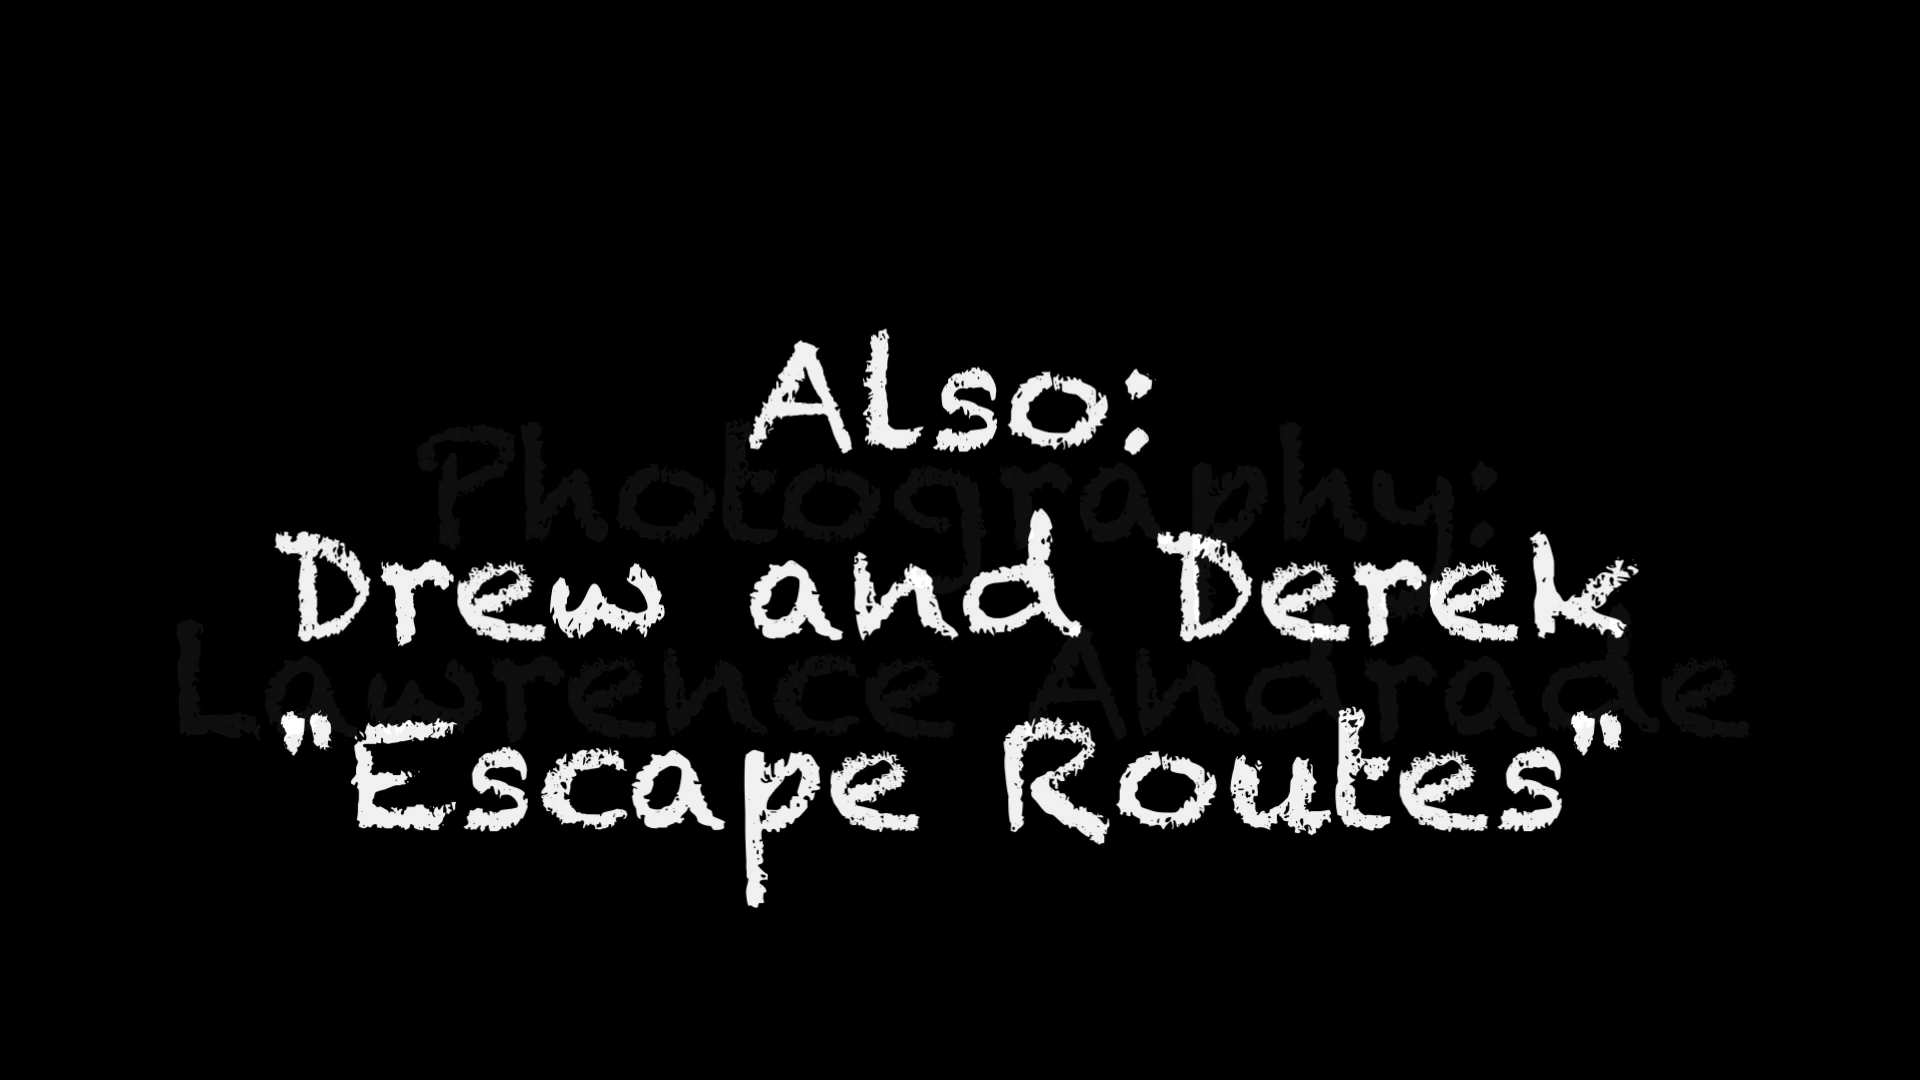 Also:
Photography:
Drew and Derek
Lawrence Andrade
"Escape Routes"